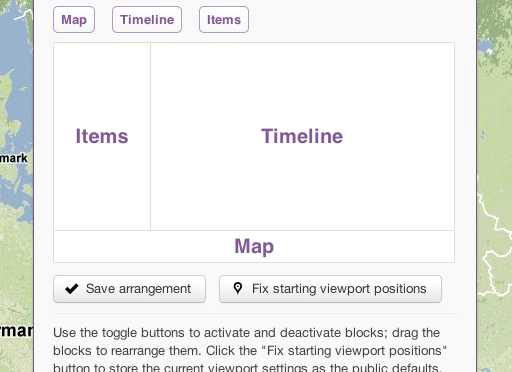 Map Timeline Items
Items Timeline
Map
Save arrangement Fix starting viewport positions
mark
rmar
Use the toggle buttons to activate and deactivate blocks; drag the
blocks to rearrange them. Click the "Fix starting viewport positions"
button to store the current viewport settings as the public defaults.